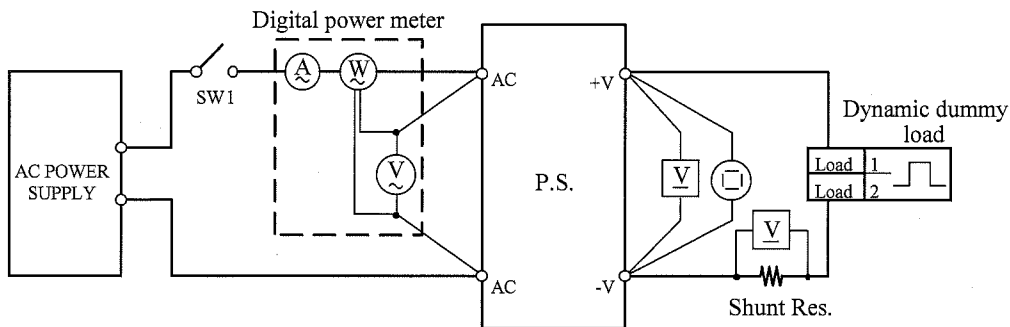 Digital power meter
A
W
SW1
AC
+V
Dynamic dummy
load
AC POWER
SUPPLY
V
P.S.
V
Load 1
Load 2
V
AC
-V
Shunt Res.